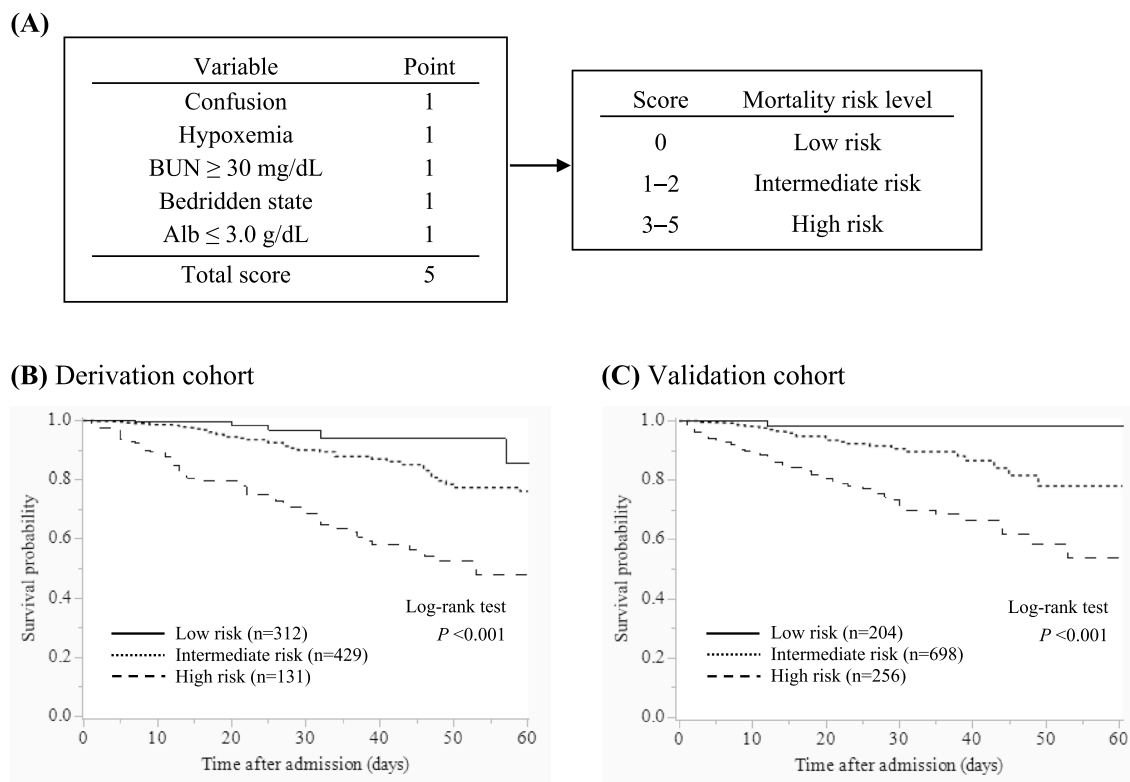 (A)
Variable Point
Confusion 1
Hypoxemia 1
BUN ≥ 30 mg/dL 1
Bedridden state 1
Alb ≤ 3.0 g/dL 1
Total score 5
Score Mortality risk level
0 Low risk
1–2 Intermediate risk
3–5 High risk
(B) Derivation cohort
Survival probability
1.0
0.8
0.6
0.4
0.2
0.0
Log-rank test
P <0.001
Low risk (n=312)
Intermediate risk (n=429)
High risk (n=131)
0 10 20 30 40 50 60
Time after admission (days)
(C) Validation cohort
Survival probability
1.0
0.8
0.6
0.4
0.2
0.0
Log-rank test
P <0.001
Low risk (n=204)
Intermediate risk (n=698)
High risk (n=256)
0 10 20 30 40 50 60
Time after admission (days)